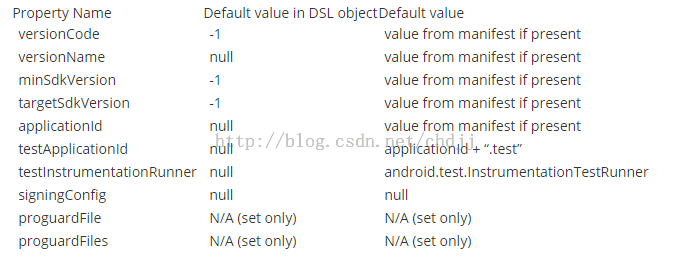 Property Name Default value in DSL object Default value
versionCode -1 value from manifest if present
versionName null value from manifest if present
minSdkVersion -1 value from manifest if present
targetSdkVersion -1 value from manifest if present
applicationId null value from manifest if present
http://blog.csdn.net/chdjj
testApplicationId null applicationId + “.test”
testInstrumentationRunner null android.test.InstrumentationTestRunner
signingConfig null null
proguardFile N/A (set only) N/A (set only)
proguardFiles N/A (set only) N/A (set only)